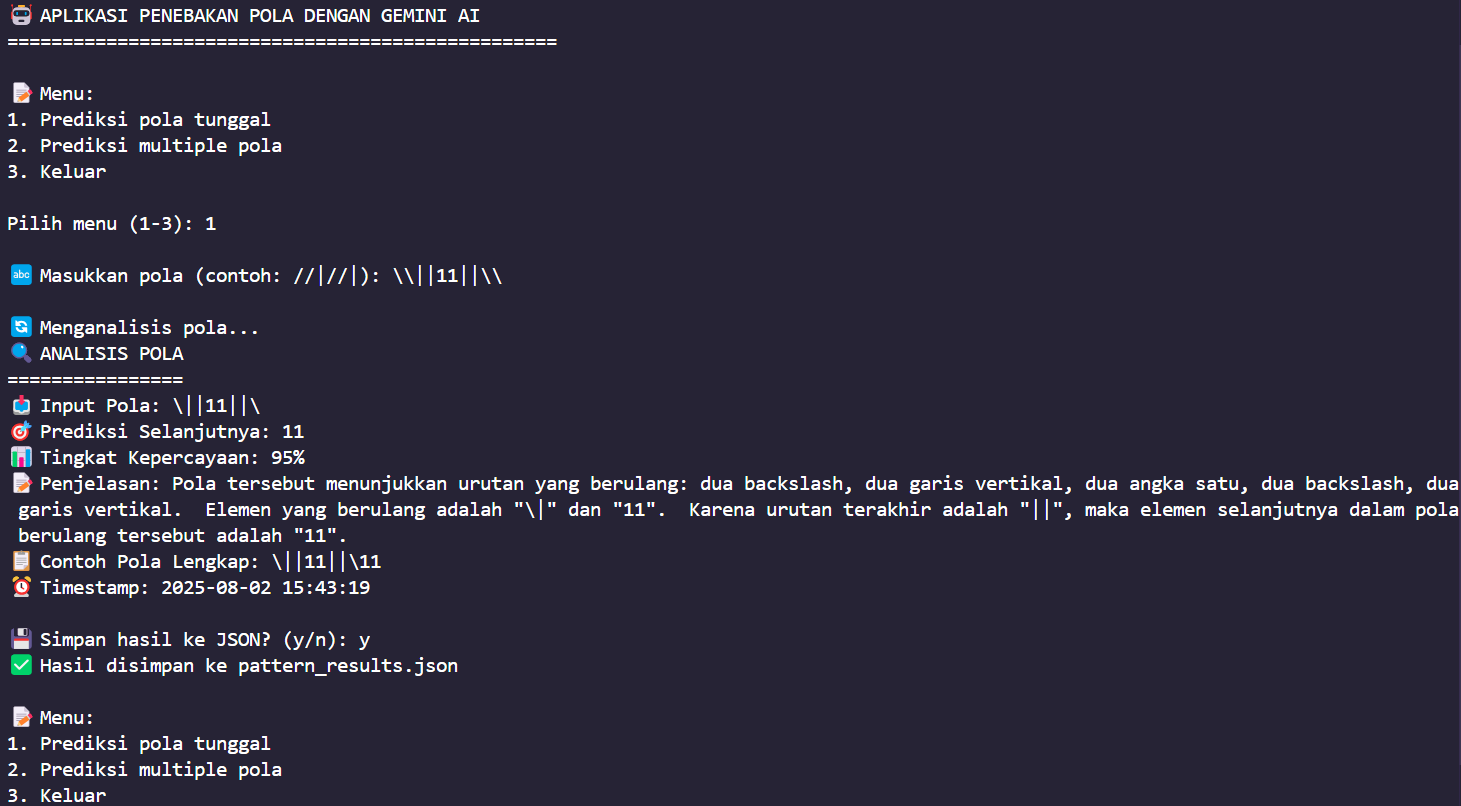 🤖 APLIKASI PENEBAKAN POLA DENGAN GEMINI AI
==================================================
📝 Menu:
1. Prediksi pola tunggal
2. Prediksi multiple pola
3. Keluar
Pilih menu (1-3): 1
🔤 Masukkan pola (contoh: //|//|): \\||11||\\
🔄 Menganalisis pola...
🔍 ANALISIS POLA
================
📥 Input Pola: \||11||\
🎯 Prediksi Selanjutnya: 11
📊 Tingkat Kepercayaan: 95%
📝 Penjelasan: Pola tersebut menunjukkan urutan yang berulang: dua backslash, dua garis vertikal, dua angka satu, dua backslash, dua
garis vertikal.  Elemen yang berulang adalah "\|" dan "11".  Karena urutan terakhir adalah "||", maka elemen selanjutnya dalam pola
berulang tersebut adalah "11".
📋 Contoh Pola Lengkap: \||11||\11
⏰ Timestamp: 2025-08-02 15:43:19
💾 Simpan hasil ke JSON? (y/n): y
✅ Hasil disimpan ke pattern_results.json
📝 Menu:
1. Prediksi pola tunggal
2. Prediksi multiple pola
3. Keluar